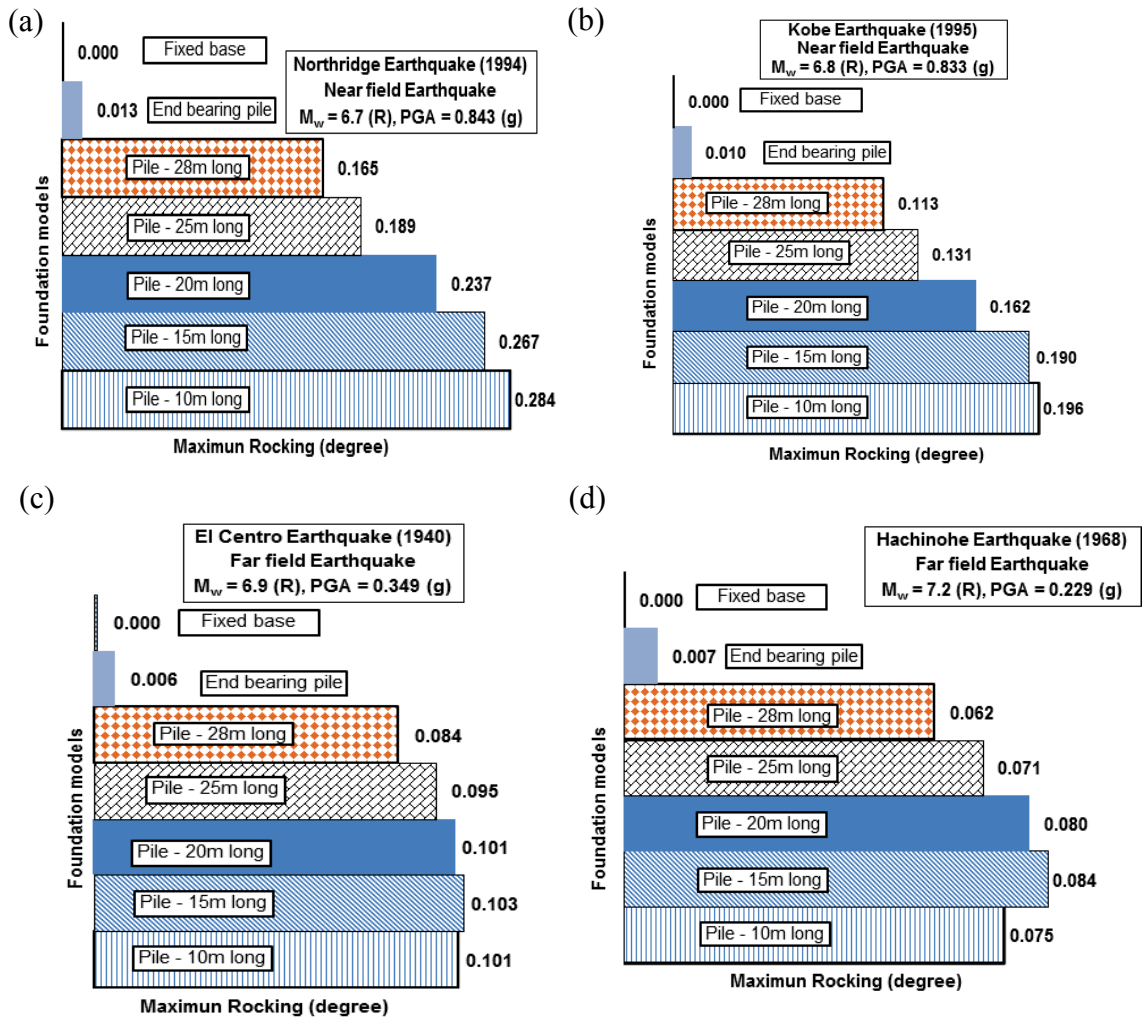 (a)
0.000
Fixed base
Northridge Earthquake (1994)
Near field Earthquake
Mw = 6.7 (R), PGA = 0.843 (g)
0.013
End bearing pile
Pile - 28m long
0.165
Pile - 25m long
0.189
Pile - 20m long
0.237
Pile - 15m long
0.267
Pile - 10m long
0.284
Foundation models
Maximun Rocking (degree)
(b)
Kobe Earthquake (1995)
Near field Earthquake
Mw = 6.8 (R), PGA = 0.833 (g)
0.000
Fixed base
0.010
End bearing pile
Pile - 28m long
0.113
Pile - 25m long
0.131
Pile - 20m long
0.162
Pile - 15m long
0.190
Pile - 10m long
0.196
Foundation models
Maximun Rocking (degree)
(c)
El Centro Earthquake (1940)
Far field Earthquake
Mw = 6.9 (R), PGA = 0.349 (g)
0.000
Fixed base
0.006
End bearing pile
Pile - 28m long
0.084
Pile - 25m long
0.095
Pile - 20m long
0.101
Pile - 15m long
0.103
Pile - 10m long
0.101
Foundation models
Maximun Rocking (degree)
(d)
Hachinohe Earthquake (1968)
Far field Earthquake
Mw = 7.2 (R), PGA = 0.229 (g)
0.000
Fixed base
0.007
End bearing pile
Pile - 28m long
0.062
Pile - 25m long
0.071
Pile - 20m long
0.080
Pile - 15m long
0.084
Pile - 10m long
0.075
Foundation models
Maximun Rocking (degree)